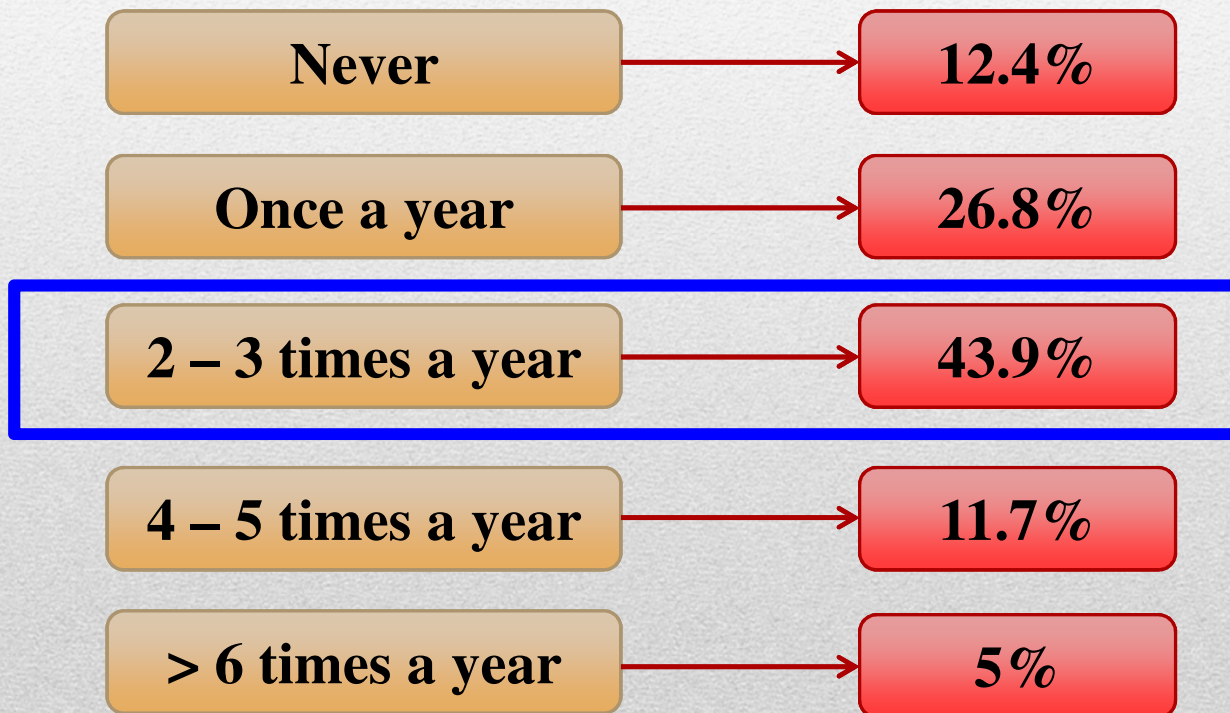 Never 12.4%
Once a year 26.8%
2 – 3 times a year 43.9%
4 – 5 times a year 11.7%
> 6 times a year 5%